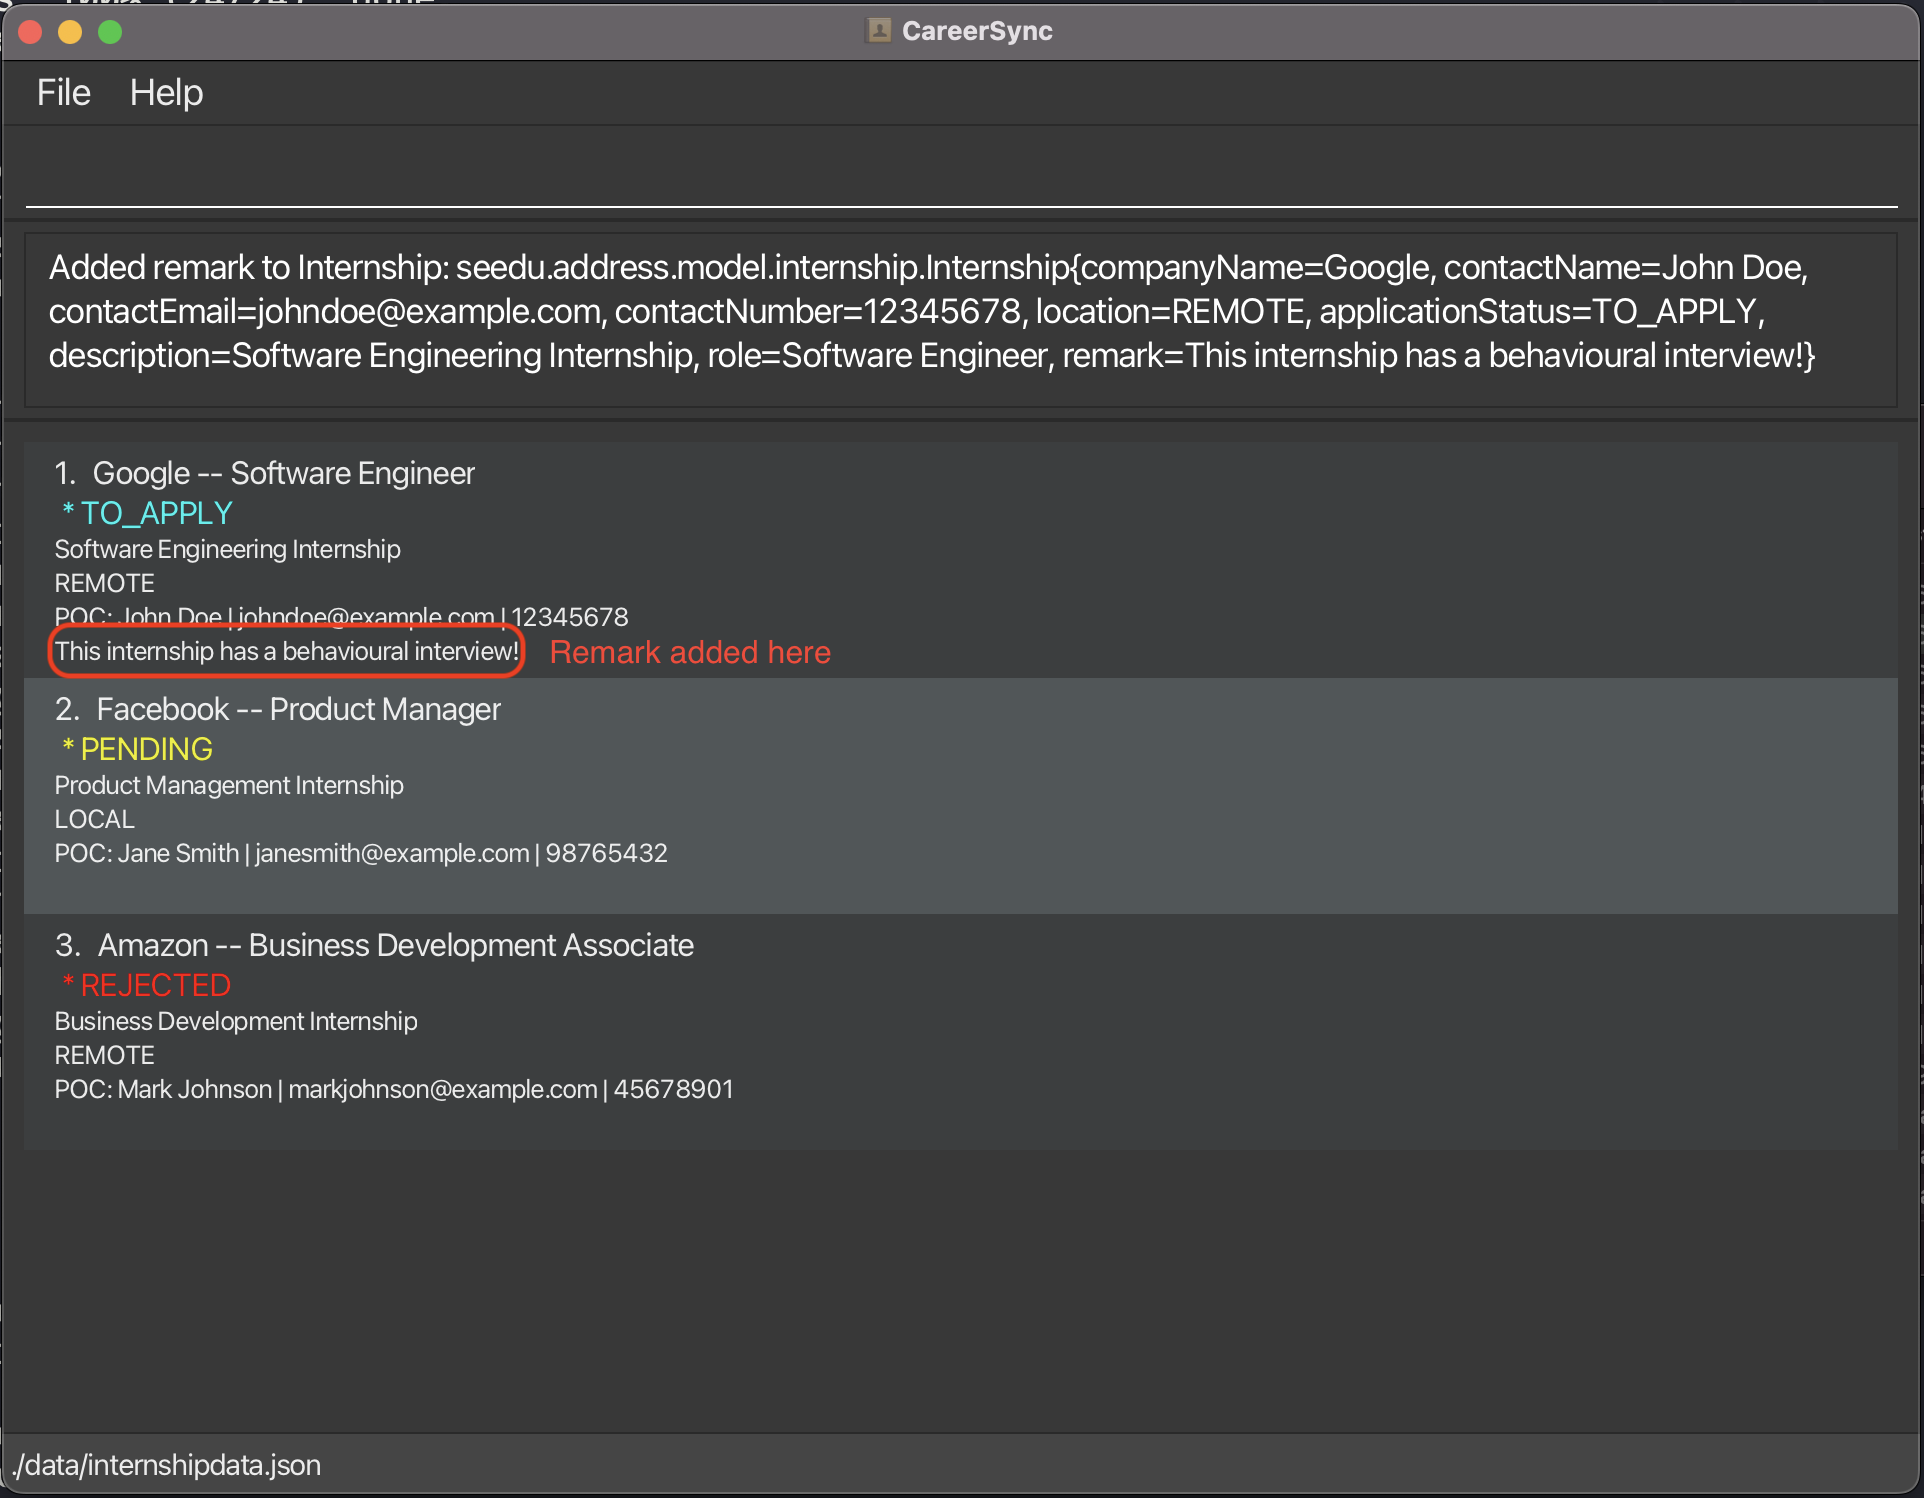 CareerSync
File Help
Added remark to Internship: seedu.address.model.internship.Internship{companyName=Google, contactName=John Doe,
contactEmail=johndoe@example.com, contactNumber=12345678, location=REMOTE, applicationStatus=TO_APPLY,
description=Software Engineering Internship, role=Software Engineer, remark=This internship has a behavioural interview!}
1. Google -- Software Engineer
* TO_APPLY
Software Engineering Internship
REMOTE
POC: John Doe | johndoe@example.com | 12345678
This internship has a behavioural interview! Remark added here
2. Facebook -- Product Manager
* PENDING
Product Management Internship
LOCAL
POC: Jane Smith | janesmith@example.com | 98765432
3. Amazon -- Business Development Associate
* REJECTED
Business Development Internship
REMOTE
POC: Mark Johnson | markjohnson@example.com | 45678901
./data/internshipdata.json